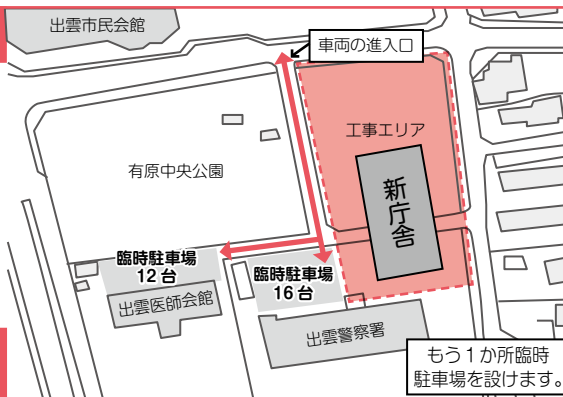 出雲市民会館
車両の進入口
工事エリア
有原中央公園
新庁舎
臨時駐車場
12台
臨時駐車場
16台
出雲医師会館
出雲警察署
もう1か所臨時
駐車場を設けます。